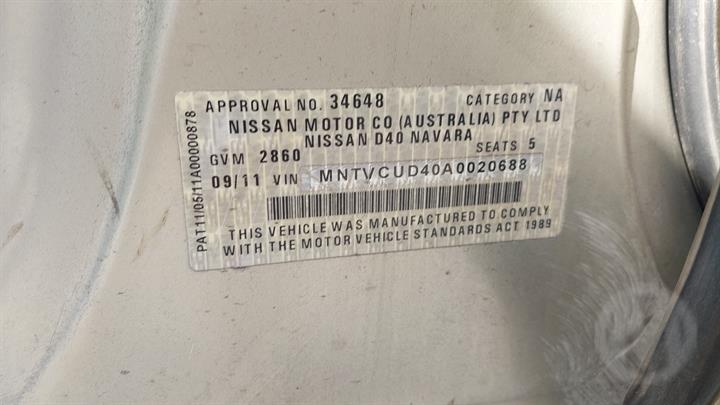 APPROVAL NO. 34648 CATEGORY NA
NISSAN MOTOR CO (AUSTRALIA) PTY LTD
NISSAN D40 NAVARA
GVM 2860 SEATS 5
09/11 VIN MNTVCUD40A0020688
THIS VEHICLE WAS MANUFACTURED TO COMPLY
WITH THE MOTOR VEHICLE STANDARDS ACT 1989
PAT11/05/11A00000878